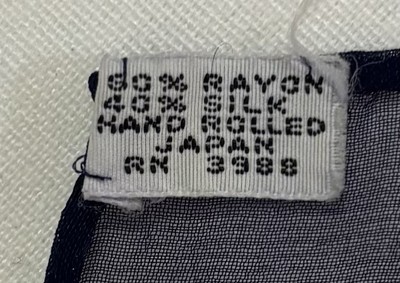 60% RAYON
40% SILK
HAND ROLLED
JAPAN
RN 3988